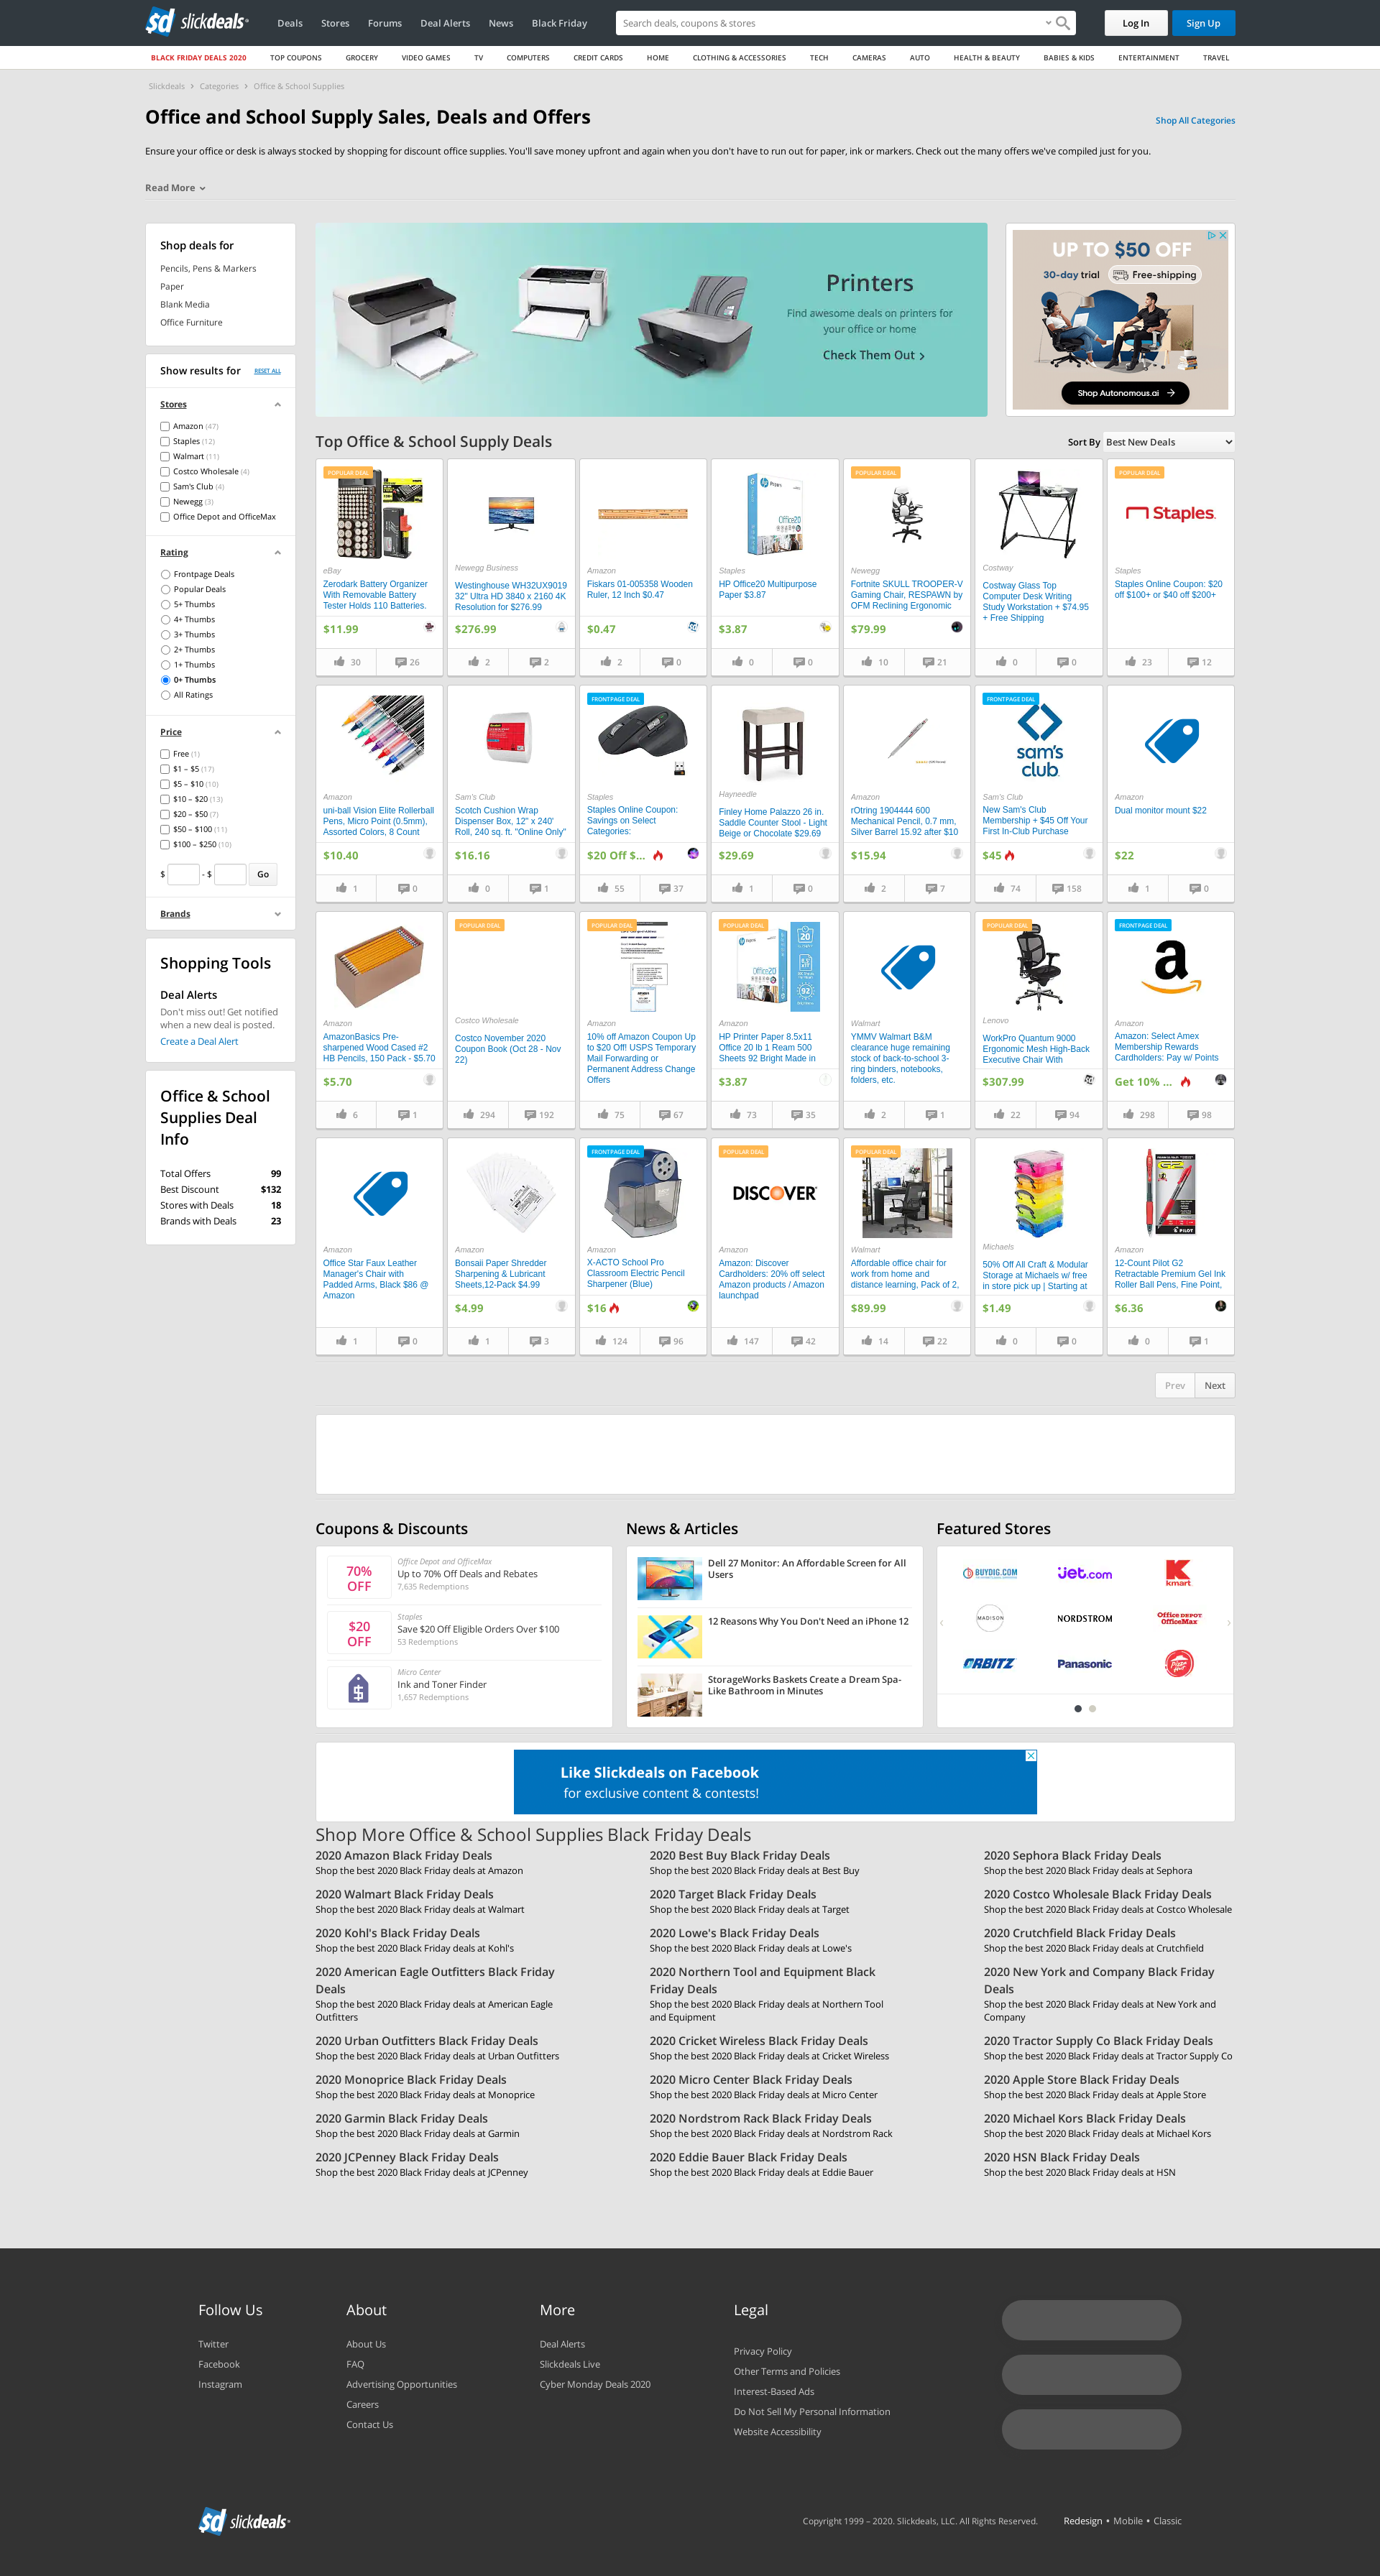 sd slickdeals
Deals Stores Forums Deal Alerts News Black Friday
Search deals, coupons & stores
Log In Sign Up
BLACK FRIDAY DEALS 2020 TOP COUPONS GROCERY VIDEO GAMES TV COMPUTERS CREDIT CARDS HOME CLOTHING & ACCESSORIES TECH CAMERAS AUTO HEALTH & BEAUTY BABIES & KIDS ENTERTAINMENT TRAVEL
Slickdeals › Categories › Office & School Supplies
Office and School Supply Sales, Deals and Offers
Shop All Categories
Ensure your office or desk is always stocked by shopping for discount office supplies. You'll save money upfront and again when you don't have to run out for paper, ink or markers. Check out the many offers we've compiled just for you.
Read More
Shop deals for
Pencils, Pens & Markers
Paper
Blank Media
Office Furniture
Show results for RESET ALL
Stores
Amazon (47)
Staples (12)
Walmart (11)
Costco Wholesale (4)
Sam's Club (4)
Newegg (3)
Office Depot and OfficeMax
Rating
Frontpage Deals
Popular Deals
5+ Thumbs
4+ Thumbs
3+ Thumbs
2+ Thumbs
1+ Thumbs
0+ Thumbs
All Ratings
Price
Free (1)
$1 – $5 (17)
$5 – $10 (10)
$10 – $20 (13)
$20 – $50 (7)
$50 – $100 (11)
$100 – $250 (10)
$ - $ Go
Brands
Shopping Tools
Deal Alerts
Don't miss out! Get notified
when a new deal is posted.
Create a Deal Alert
Office & School
Supplies Deal
Info
Total Offers 99
Best Discount $132
Stores with Deals 18
Brands with Deals 23
Printers
Find awesome deals on printers for
your office or home
Check Them Out
UP TO $50 OFF
30-day trial Free-shipping
Shop Autonomous.ai
Top Office & School Supply Deals
Sort By Best New Deals
POPULAR DEAL
eBay
Zerodark Battery Organizer
With Removable Battery
Tester Holds 110 Batteries.
$11.99
30 26
Newegg Business
Westinghouse WH32UX9019
32" Ultra HD 3840 x 2160 4K
Resolution for $276.99
$276.99
2 2
Amazon
Fiskars 01-005358 Wooden
Ruler, 12 Inch $0.47
$0.47
2 0
hp
Office20
Staples
HP Office20 Multipurpose
Paper $3.87
$3.87
0 0
POPULAR DEAL
Newegg
Fortnite SKULL TROOPER-V
Gaming Chair, RESPAWN by
OFM Reclining Ergonomic
$79.99
10 21
Costway
Costway Glass Top
Computer Desk Writing
Study Workstation + $74.95
+ Free Shipping
0 0
POPULAR DEAL
Staples
Staples
Staples Online Coupon: $20
off $100+ or $40 off $200+
23 12
Amazon
uni-ball Vision Elite Rollerball
Pens, Micro Point (0.5mm),
Assorted Colors, 8 Count
$10.40
1 0
Sam's Club
Scotch Cushion Wrap
Dispenser Box, 12" x 240'
Roll, 240 sq. ft. "Online Only"
$16.16
0 1
FRONTPAGE DEAL
Staples
Staples Online Coupon:
Savings on Select
Categories:
$20 Off $...
55 37
Hayneedle
Finley Home Palazzo 26 in.
Saddle Counter Stool - Light
Beige or Chocolate $29.69
$29.69
1 0
Amazon
rOtring 1904444 600
Mechanical Pencil, 0.7 mm,
Silver Barrel 15.92 after $10
$15.94
2 7
FRONTPAGE DEAL
sam's
club
Sam's Club
New Sam's Club
Membership + $45 Off Your
First In-Club Purchase
$45
74 158
Amazon
Dual monitor mount $22
$22
1 0
Amazon
AmazonBasics Pre-
sharpened Wood Cased #2
HB Pencils, 150 Pack - $5.70
$5.70
6 1
POPULAR DEAL
Costco Wholesale
Costco November 2020
Coupon Book (Oct 28 - Nov
22)
294 192
POPULAR DEAL
Amazon
10% off Amazon Coupon Up
to $20 Off! USPS Temporary
Mail Forwarding or
Permanent Address Change
Offers
75 67
POPULAR DEAL
Office20
20
92
Amazon
HP Printer Paper 8.5x11
Office 20 lb 1 Ream 500
Sheets 92 Bright Made in
$3.87
73 35
Walmart
YMMV Walmart B&M
clearance huge remaining
stock of back-to-school 3-
ring binders, notebooks,
folders, etc.
2 1
POPULAR DEAL
Lenovo
WorkPro Quantum 9000
Ergonomic Mesh High-Back
Executive Chair With
$307.99
22 94
FRONTPAGE DEAL
a
Amazon
Amazon: Select Amex
Membership Rewards
Cardholders: Pay w/ Points
Get 10% ...
298 98
Amazon
Office Star Faux Leather
Manager's Chair with
Padded Arms, Black $86 @
Amazon
1 0
Amazon
Bonsaii Paper Shredder
Sharpening & Lubricant
Sheets,12-Pack $4.99
$4.99
1 3
FRONTPAGE DEAL
Amazon
X-ACTO School Pro
Classroom Electric Pencil
Sharpener (Blue)
$16
124 96
POPULAR DEAL
DISCOVER
Amazon
Amazon: Discover
Cardholders: 20% off select
Amazon products / Amazon
launchpad
147 42
POPULAR DEAL
Walmart
Affordable office chair for
work from home and
distance learning, Pack of 2,
$89.99
14 22
Michaels
50% Off All Craft & Modular
Storage at Michaels w/ free
in store pick up | Starting at
$1.49
0 0
G2
PILOT
Amazon
12-Count Pilot G2
Retractable Premium Gel Ink
Roller Ball Pens, Fine Point,
$6.36
0 1
Prev Next
Coupons & Discounts
70%
OFF
Office Depot and OfficeMax
Up to 70% Off Deals and Rebates
7,635 Redemptions
$20
OFF
Staples
Save $20 Off Eligible Orders Over $100
53 Redemptions
$
Micro Center
Ink and Toner Finder
1,657 Redemptions
News & Articles
Dell 27 Monitor: An Affordable Screen for All
Users
12 Reasons Why You Don't Need an iPhone 12
StorageWorks Baskets Create a Dream Spa-
Like Bathroom in Minutes
Featured Stores
BUYDIG.COM jet.com kmart
MADISON NORDSTROM Office DEPOT
OfficeMax
ORBITZ Panasonic Pizza Hut
Like Slickdeals on Facebook
for exclusive content & contests!
Shop More Office & School Supplies Black Friday Deals
2020 Amazon Black Friday Deals
Shop the best 2020 Black Friday deals at Amazon
2020 Best Buy Black Friday Deals
Shop the best 2020 Black Friday deals at Best Buy
2020 Sephora Black Friday Deals
Shop the best 2020 Black Friday deals at Sephora
2020 Walmart Black Friday Deals
Shop the best 2020 Black Friday deals at Walmart
2020 Target Black Friday Deals
Shop the best 2020 Black Friday deals at Target
2020 Costco Wholesale Black Friday Deals
Shop the best 2020 Black Friday deals at Costco Wholesale
2020 Kohl's Black Friday Deals
Shop the best 2020 Black Friday deals at Kohl's
2020 Lowe's Black Friday Deals
Shop the best 2020 Black Friday deals at Lowe's
2020 Crutchfield Black Friday Deals
Shop the best 2020 Black Friday deals at Crutchfield
2020 American Eagle Outfitters Black Friday
Deals
Shop the best 2020 Black Friday deals at American Eagle
Outfitters
2020 Northern Tool and Equipment Black
Friday Deals
Shop the best 2020 Black Friday deals at Northern Tool
and Equipment
2020 New York and Company Black Friday
Deals
Shop the best 2020 Black Friday deals at New York and
Company
2020 Urban Outfitters Black Friday Deals
Shop the best 2020 Black Friday deals at Urban Outfitters
2020 Cricket Wireless Black Friday Deals
Shop the best 2020 Black Friday deals at Cricket Wireless
2020 Tractor Supply Co Black Friday Deals
Shop the best 2020 Black Friday deals at Tractor Supply Co
2020 Monoprice Black Friday Deals
Shop the best 2020 Black Friday deals at Monoprice
2020 Micro Center Black Friday Deals
Shop the best 2020 Black Friday deals at Micro Center
2020 Apple Store Black Friday Deals
Shop the best 2020 Black Friday deals at Apple Store
2020 Garmin Black Friday Deals
Shop the best 2020 Black Friday deals at Garmin
2020 Nordstrom Rack Black Friday Deals
Shop the best 2020 Black Friday deals at Nordstrom Rack
2020 Michael Kors Black Friday Deals
Shop the best 2020 Black Friday deals at Michael Kors
2020 JCPenney Black Friday Deals
Shop the best 2020 Black Friday deals at JCPenney
2020 Eddie Bauer Black Friday Deals
Shop the best 2020 Black Friday deals at Eddie Bauer
2020 HSN Black Friday Deals
Shop the best 2020 Black Friday deals at HSN
Follow Us
Twitter
Facebook
Instagram
About
About Us
FAQ
Advertising Opportunities
Careers
Contact Us
More
Deal Alerts
Slickdeals Live
Cyber Monday Deals 2020
Legal
Privacy Policy
Other Terms and Policies
Interest-Based Ads
Do Not Sell My Personal Information
Website Accessibility
sd slickdeals
Copyright 1999 – 2020. Slickdeals, LLC. All Rights Reserved. Redesign • Mobile • Classic